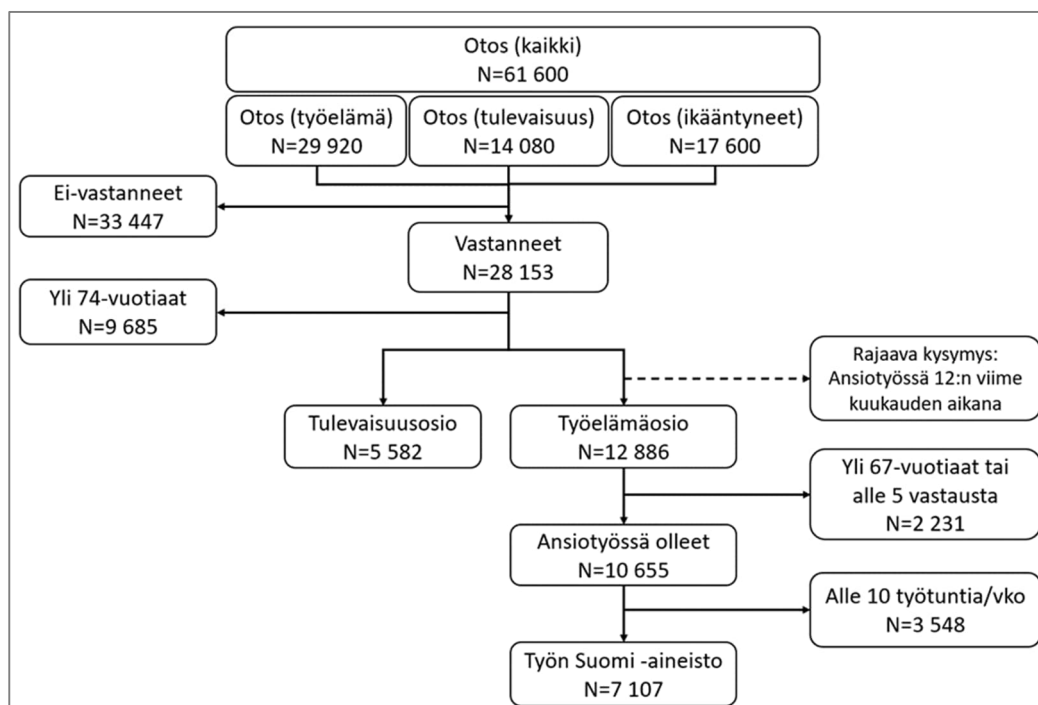 Otos (kaikki)
N=61 600
Otos (työelämä)
N=29 920
Otos (tulevaisuus)
N=14 080
Otos (ikääntyneet)
N=17 600
Ei-vastanneet
N=33 447
Vastanneet
N=28 153
Yli 74-vuotiaat
N=9 685
Rajaava kysymys:
Ansiotyössä 12:n viime
kuukauden aikana
Tulevaisuusosio
N=5 582
Työelämäosio
N=12 886
Yli 67-vuotiaat tai
alle 5 vastausta
N=2 231
Ansiotyössä olleet
N=10 655
Alle 10 työtuntia/vko
N=3 548
Työn Suomi -aineisto
N=7 107